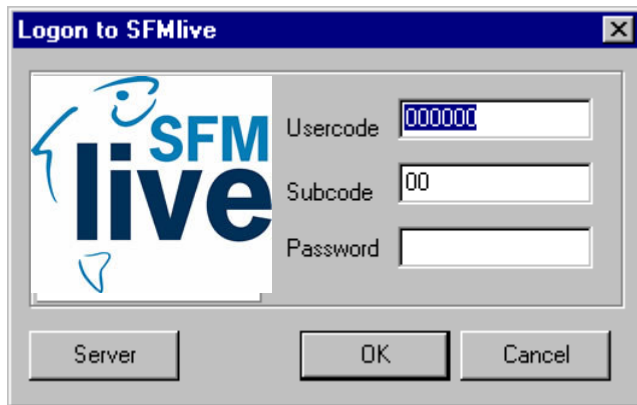 Logon to SFMlive
SFM
live
Usercode 000000
Subcode 00
Password
Server OK Cancel